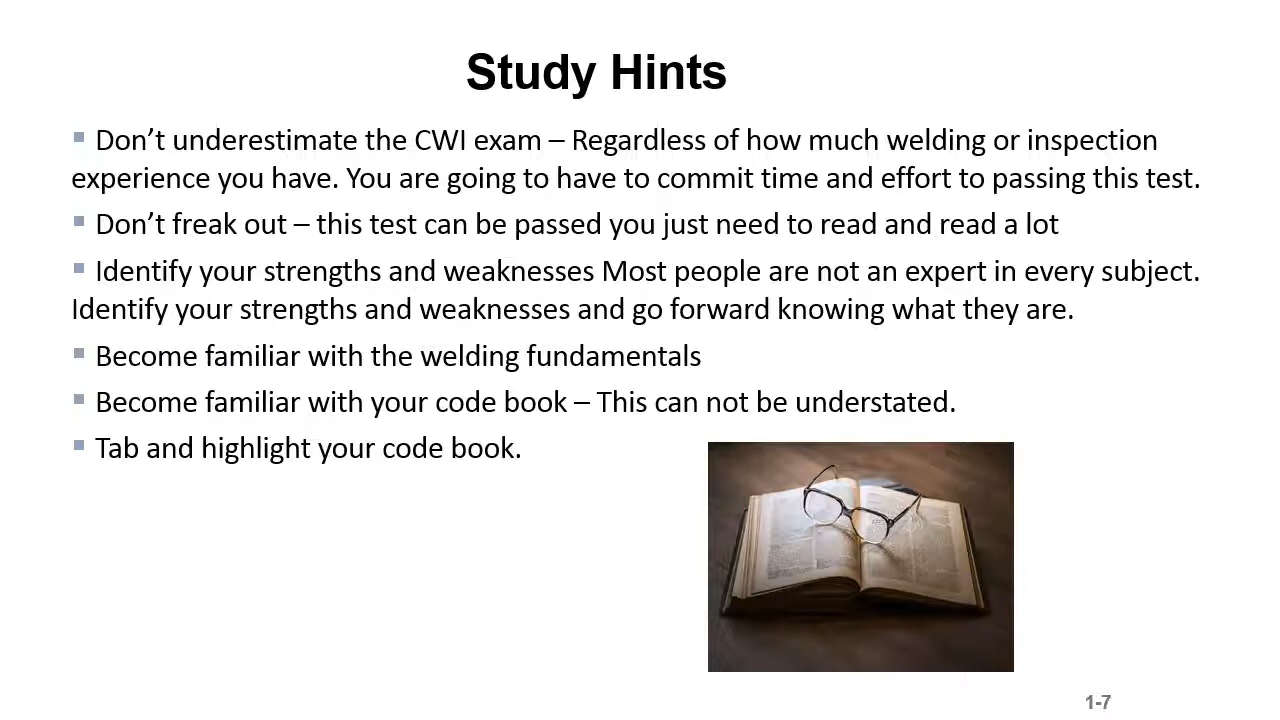 Study Hints
▪ Don’t underestimate the CWI exam – Regardless of how much welding or inspection
experience you have. You are going to have to commit time and effort to passing this test.
▪ Don’t freak out – this test can be passed you just need to read and read a lot
▪ Identify your strengths and weaknesses Most people are not an expert in every subject.
Identify your strengths and weaknesses and go forward knowing what they are.
▪ Become familiar with the welding fundamentals
▪ Become familiar with your code book – This can not be understated.
▪ Tab and highlight your code book.
1-7